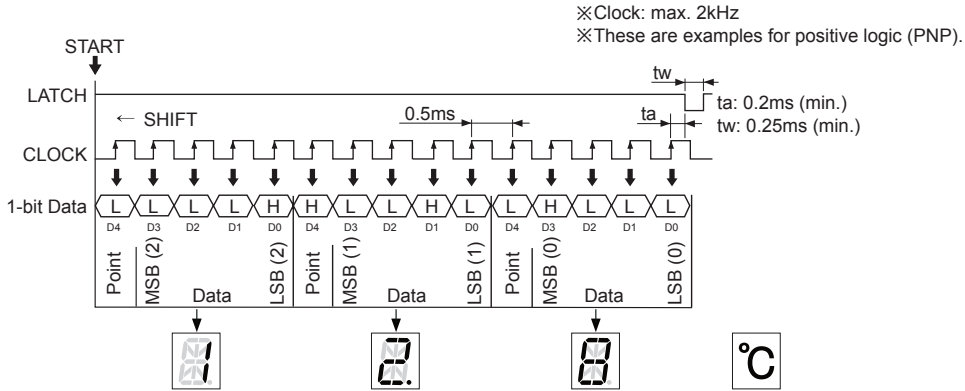 ※Clock: max. 2kHz
※These are examples for positive logic (PNP).
START
LATCH
tw
ta: 0.2ms (min.)
tw: 0.25ms (min.)
← SHIFT
0.5ms
ta
CLOCK
1-bit Data L L L L H H L L H L L H L L L
D4 D3 D2 D1 D0 D4 D3 D2 D1 D0 D4 D3 D2 D1 D0
Point MSB (2) Data LSB (2) Point MSB (1) Data LSB (1) Point MSB (0) Data LSB (0)
1 2. 8 °C